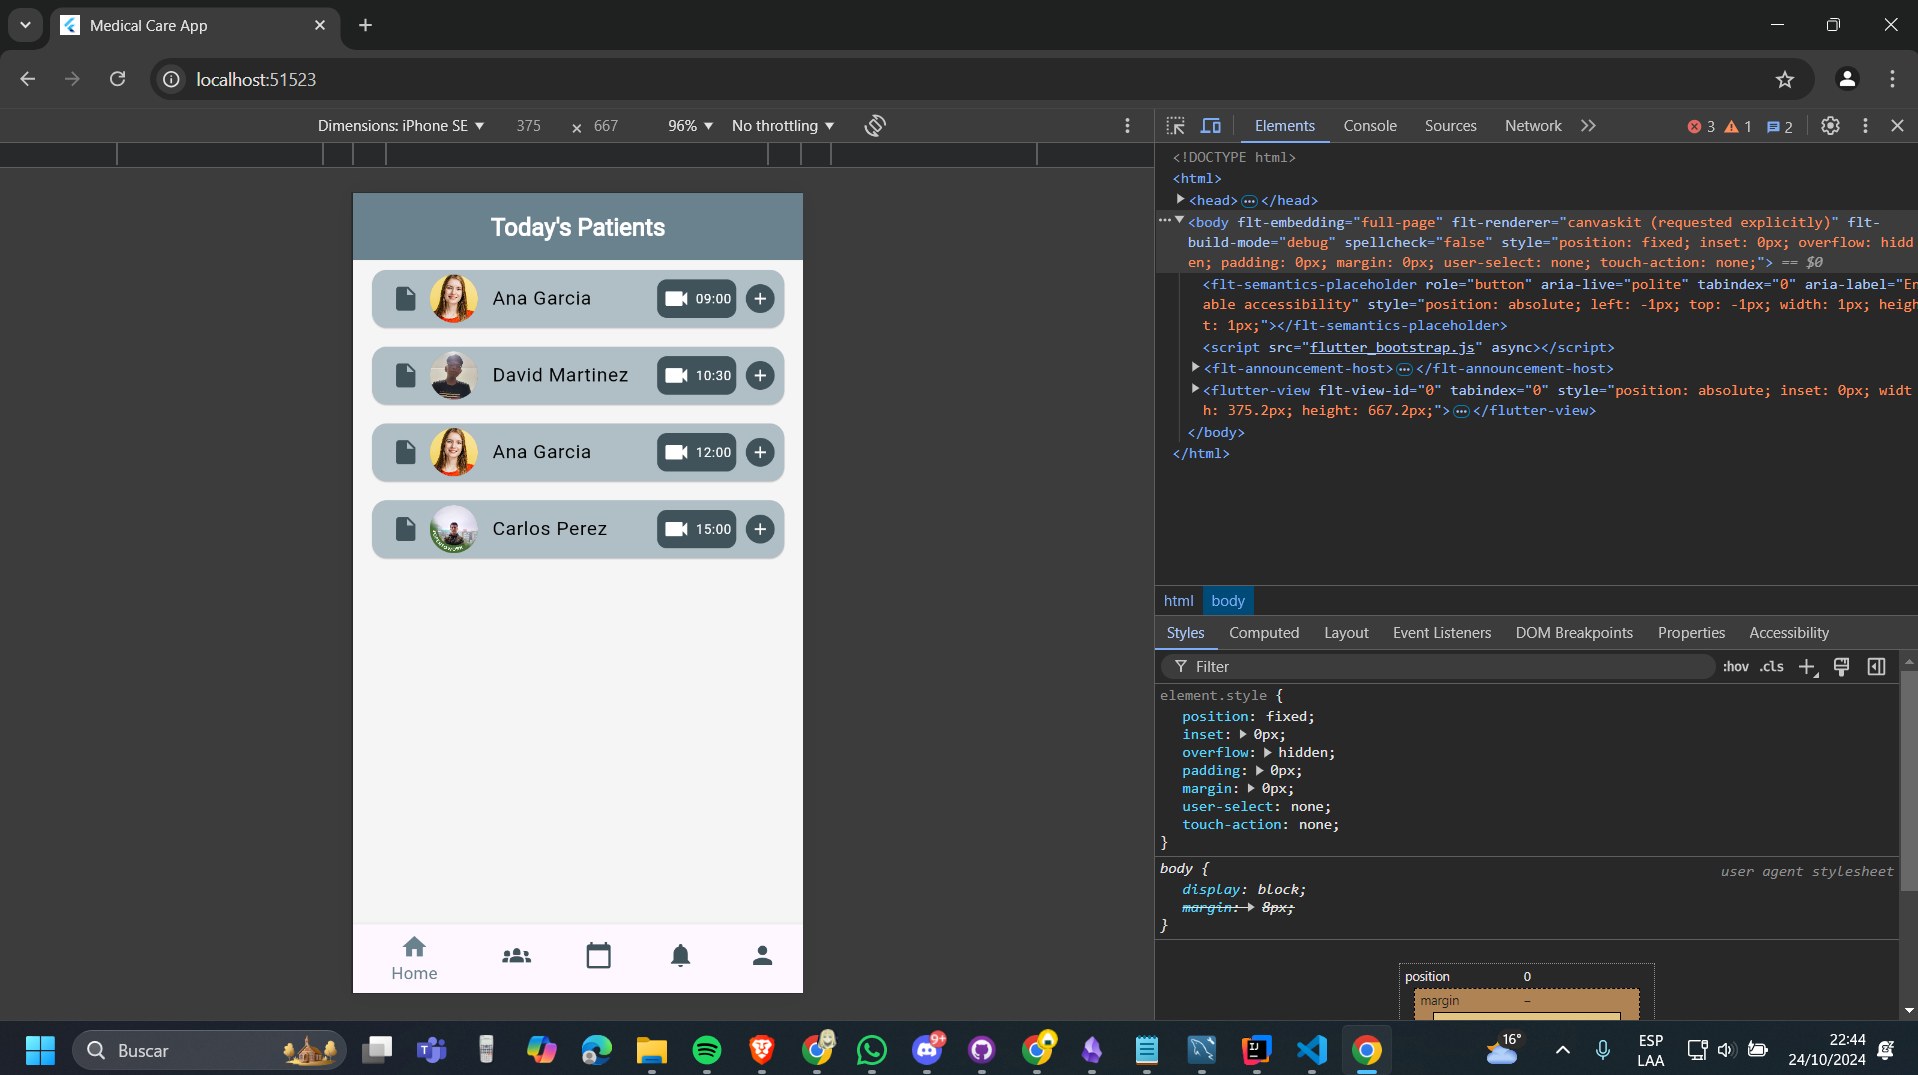 Medical Care App
localhost:51523
Dimensions: iPhone SE
375
×
667
96%
No throttling
Today's Patients
Ana Garcia
09:00
David Martinez
10:30
Ana Garcia
12:00
Carlos Perez
15:00
Home
Elements
Console
Sources
Network
3
1
2
<!DOCTYPE html>
<html>
<head>
</head>
<body flt-embedding="full-page" flt-renderer="canvaskit (requested explicitly)" flt-
build-mode="debug" spellcheck="false" style="position: fixed; inset: 0px; overflow: hidd
en; padding: 0px; margin: 0px; user-select: none; touch-action: none;"> == $0
<flt-semantics-placeholder role="button" aria-live="polite" tabindex="0" aria-label="En
able accessibility" style="position: absolute; left: -1px; top: -1px; width: 1px; heigh
t: 1px;"></flt-semantics-placeholder>
<script src="flutter_bootstrap.js" async></script>
<flt-announcement-host>
</flt-announcement-host>
<flutter-view flt-view-id="0" tabindex="0" style="position: absolute; inset: 0px; widt
h: 375.2px; height: 667.2px;">
</flutter-view>
</body>
</html>
html
body
Styles
Computed
Layout
Event Listeners
DOM Breakpoints
Properties
Accessibility
Filter
:hov
.cls
element.style {
position: fixed;
inset: 0px;
overflow: hidden;
padding: 0px;
margin: 0px;
user-select: none;
touch-action: none;
}
body {
user agent stylesheet
display: block;
margin: 8px;
}
position
0
margin
–
Buscar
9+
16°
ESP
LAA
22:44
24/10/2024